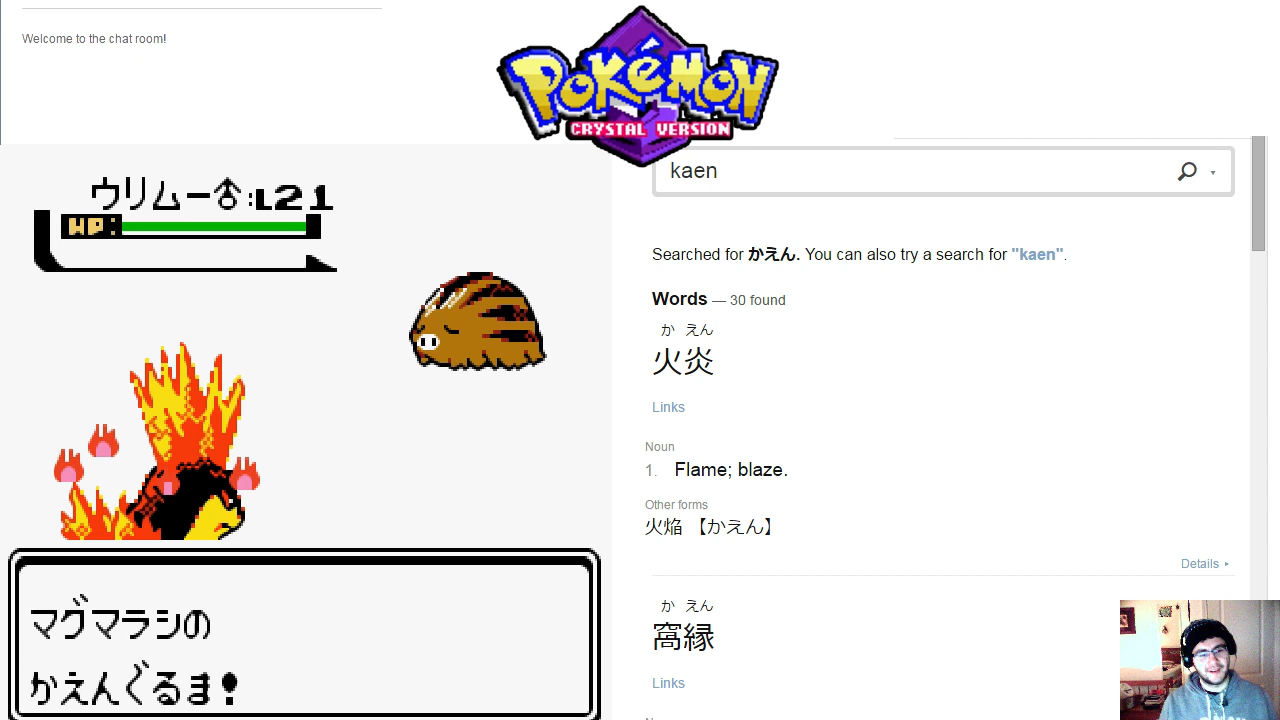 Welcome to the chat room!
POKéMON
CRYSTAL VERSION
ウリムー♂:L21
HP:
マグマラシの
かえんぐるま!
kaen
Searched for かえん. You can also try a search for "kaen".
Words — 30 found
か えん
火炎
Links
Noun
1. Flame; blaze.
Other forms
火焔 【かえん】
Details
か えん
窩縁
Links